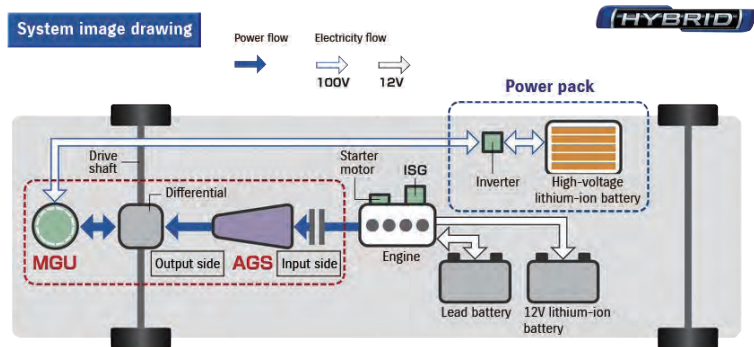 System image drawing
HYBRID
Power flow
Electricity flow
100V
12V
Power pack
Drive
shaft
Starter
motor
ISG
Inverter
High-voltage
lithium-ion battery
Differential
MGU
Output side
AGS
Input side
Engine
Lead battery
12V lithium-ion
battery